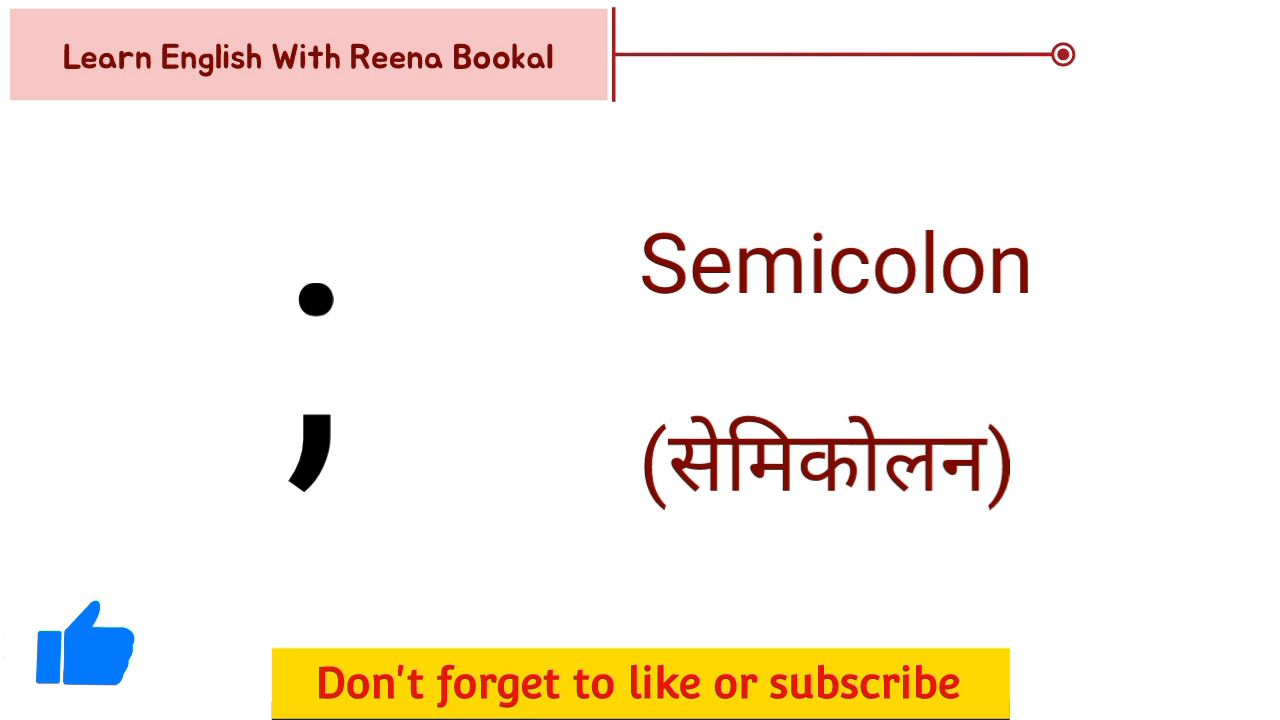 Learn English With Reena Bookal
;
Semicolon
(सेमिकोलन)
Don't forget to like or subscribe